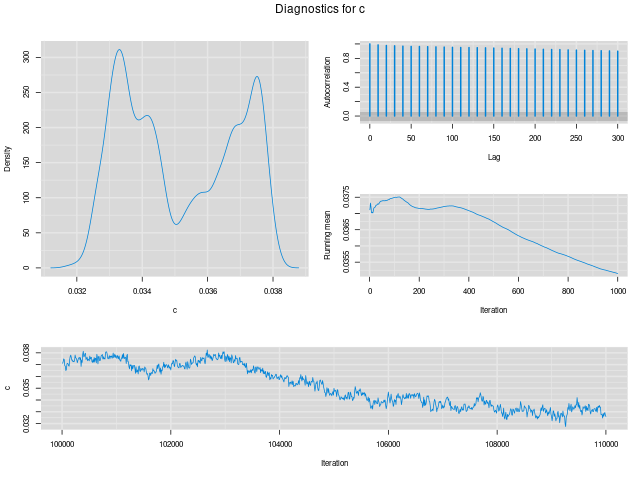 Diagnostics for c
Density
0 50 100 150 200 250 300
0.032 0.034 0.036 0.038
c
Autocorrelation
0.0 0.4 0.8
0 50 100 150 200 250 300
Lag
Running mean
0.0355 0.0365 0.0375
0 200 400 600 800 1000
Iteration
c
0.032 0.035 0.038
100000 102000 104000 106000 108000 110000
Iteration